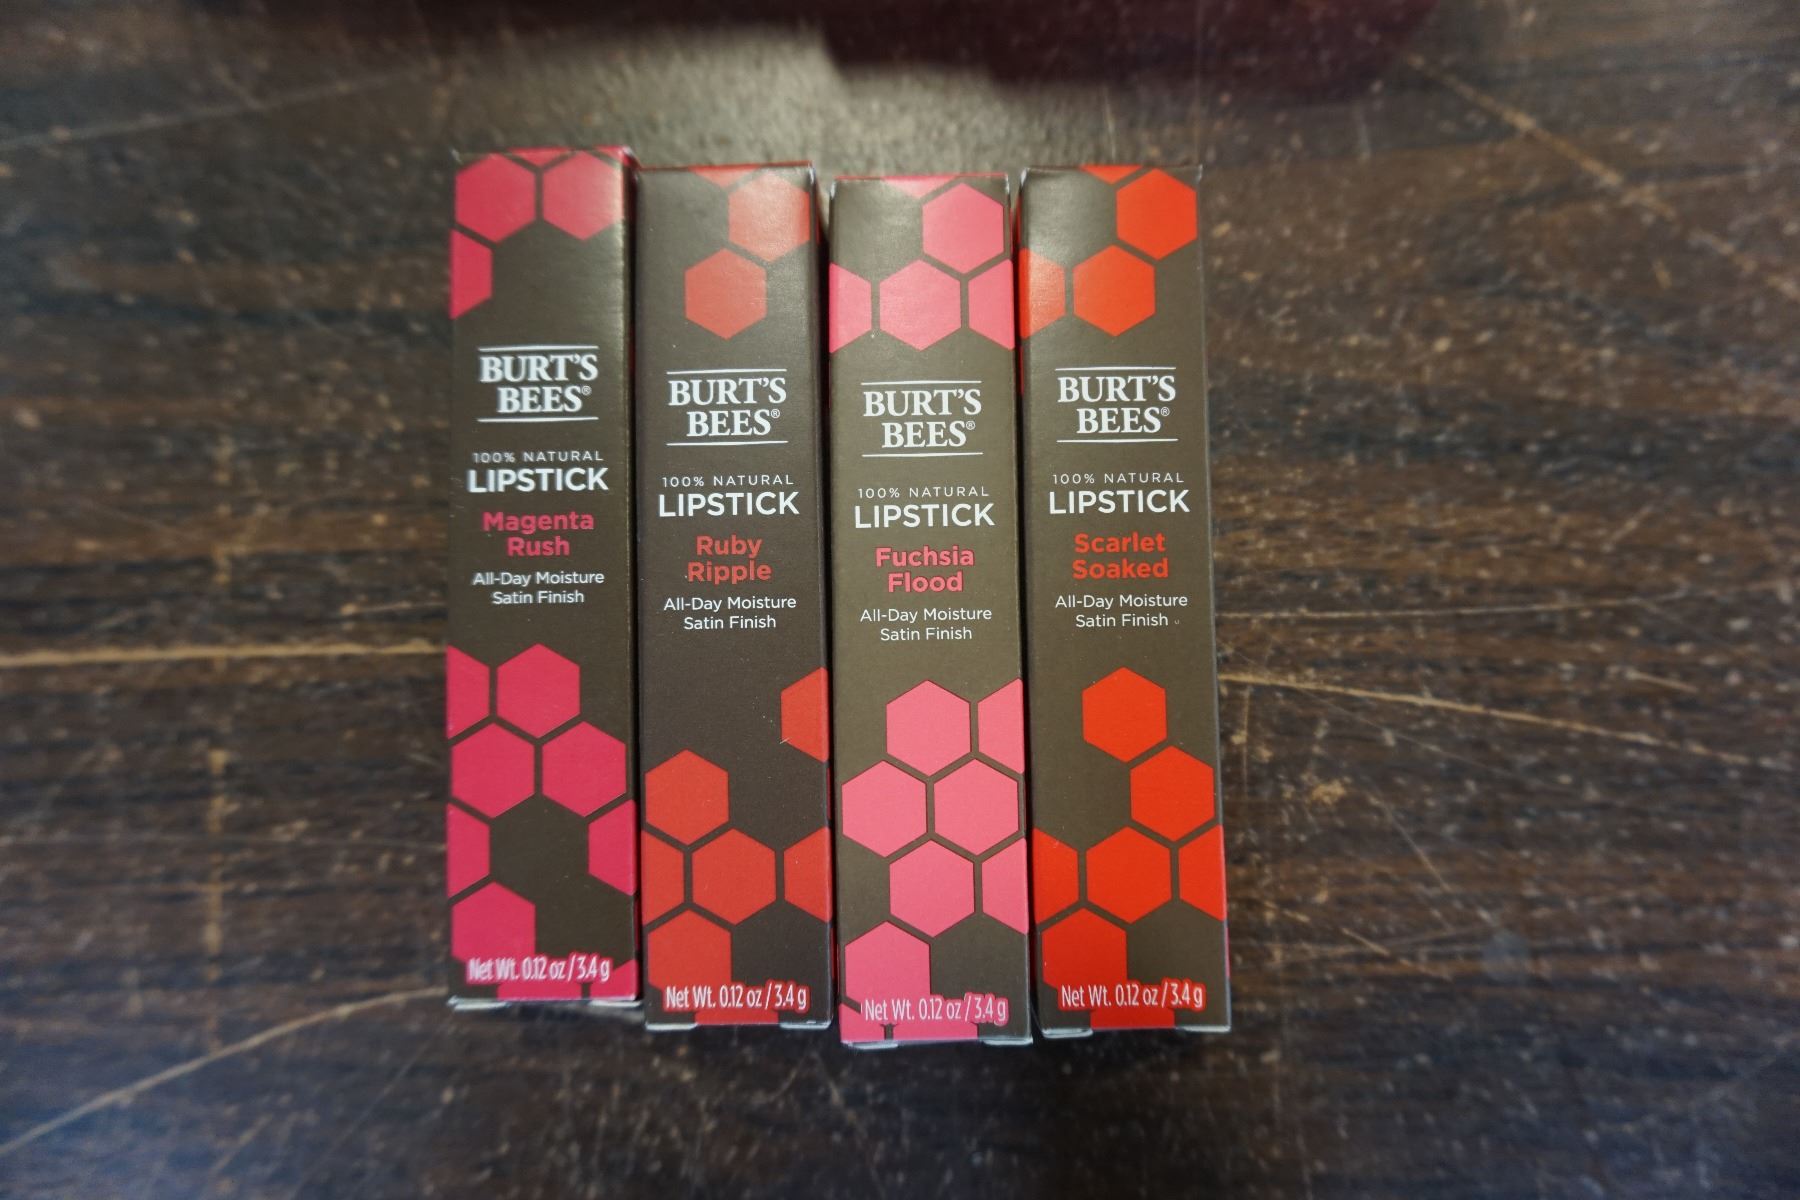 BURT'S
BEES®
100% NATURAL
LIPSTICK
Magenta
Rush
All-Day Moisture
Satin Finish
Net Wt. 0.12 oz / 3.4 g
BURT'S
BEES®
100% NATURAL
LIPSTICK
Ruby
Ripple
All-Day Moisture
Satin Finish
Net Wt. 0.12 oz / 3.4 g
BURT'S
BEES®
100% NATURAL
LIPSTICK
Fuchsia
Flood
All-Day Moisture
Satin Finish
Net Wt. 0.12 oz / 3.4 g
BURT'S
BEES®
100% NATURAL
LIPSTICK
Scarlet
Soaked
All-Day Moisture
Satin Finish
Net Wt. 0.12 oz / 3.4 g